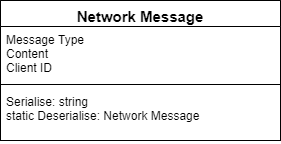 Network Message
Message Type
Content
Client ID
Serialise: string
static Deserialise: Network Message